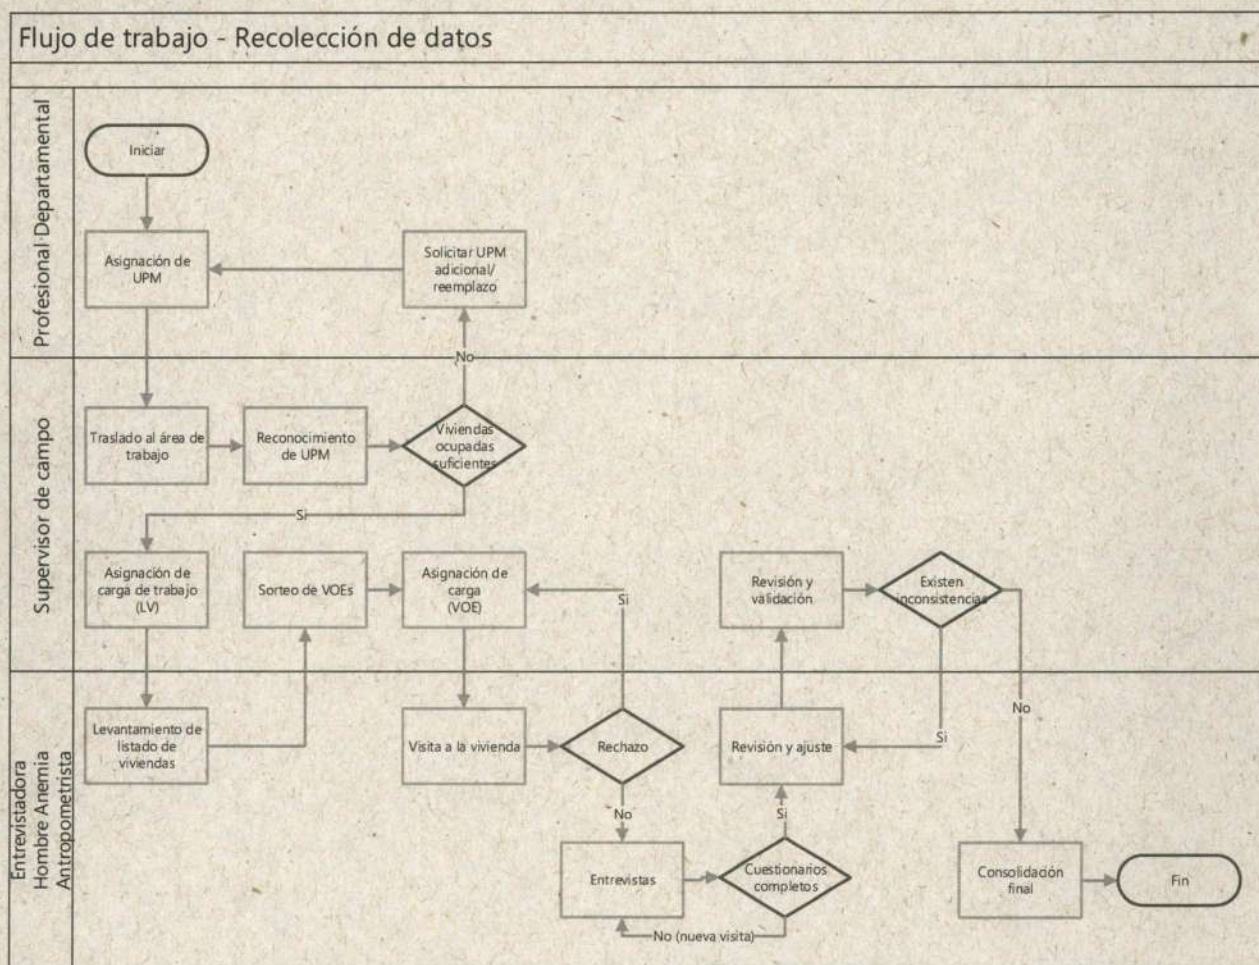 Flujo de trabajo - Recolección de datos
Profesional Departamental
Iniciar
Asignación de
UPM
Solicitar UPM
adicional/
reemplazo
No
Supervisor de campo
Traslado al área de
trabajo
Reconocimiento
de UPM
Viviendas
ocupadas
suficientes
Si
Asignación de
carga de trabajo
(LV)
Sorteo de VOEs
Asignación de
carga
(VOE)
Si
Revisión y
validación
Existen
inconsistencias
Entrevistadora
Hombre Anemia
Antropometrista
Levantamiento de
listado de
viviendas
Visita a la vivienda
Rechazo
Revisión y ajuste
Si
No
No
Si
Entrevistas
Cuestionarios
completos
No (nueva visita)
Consolidación
final
Fin